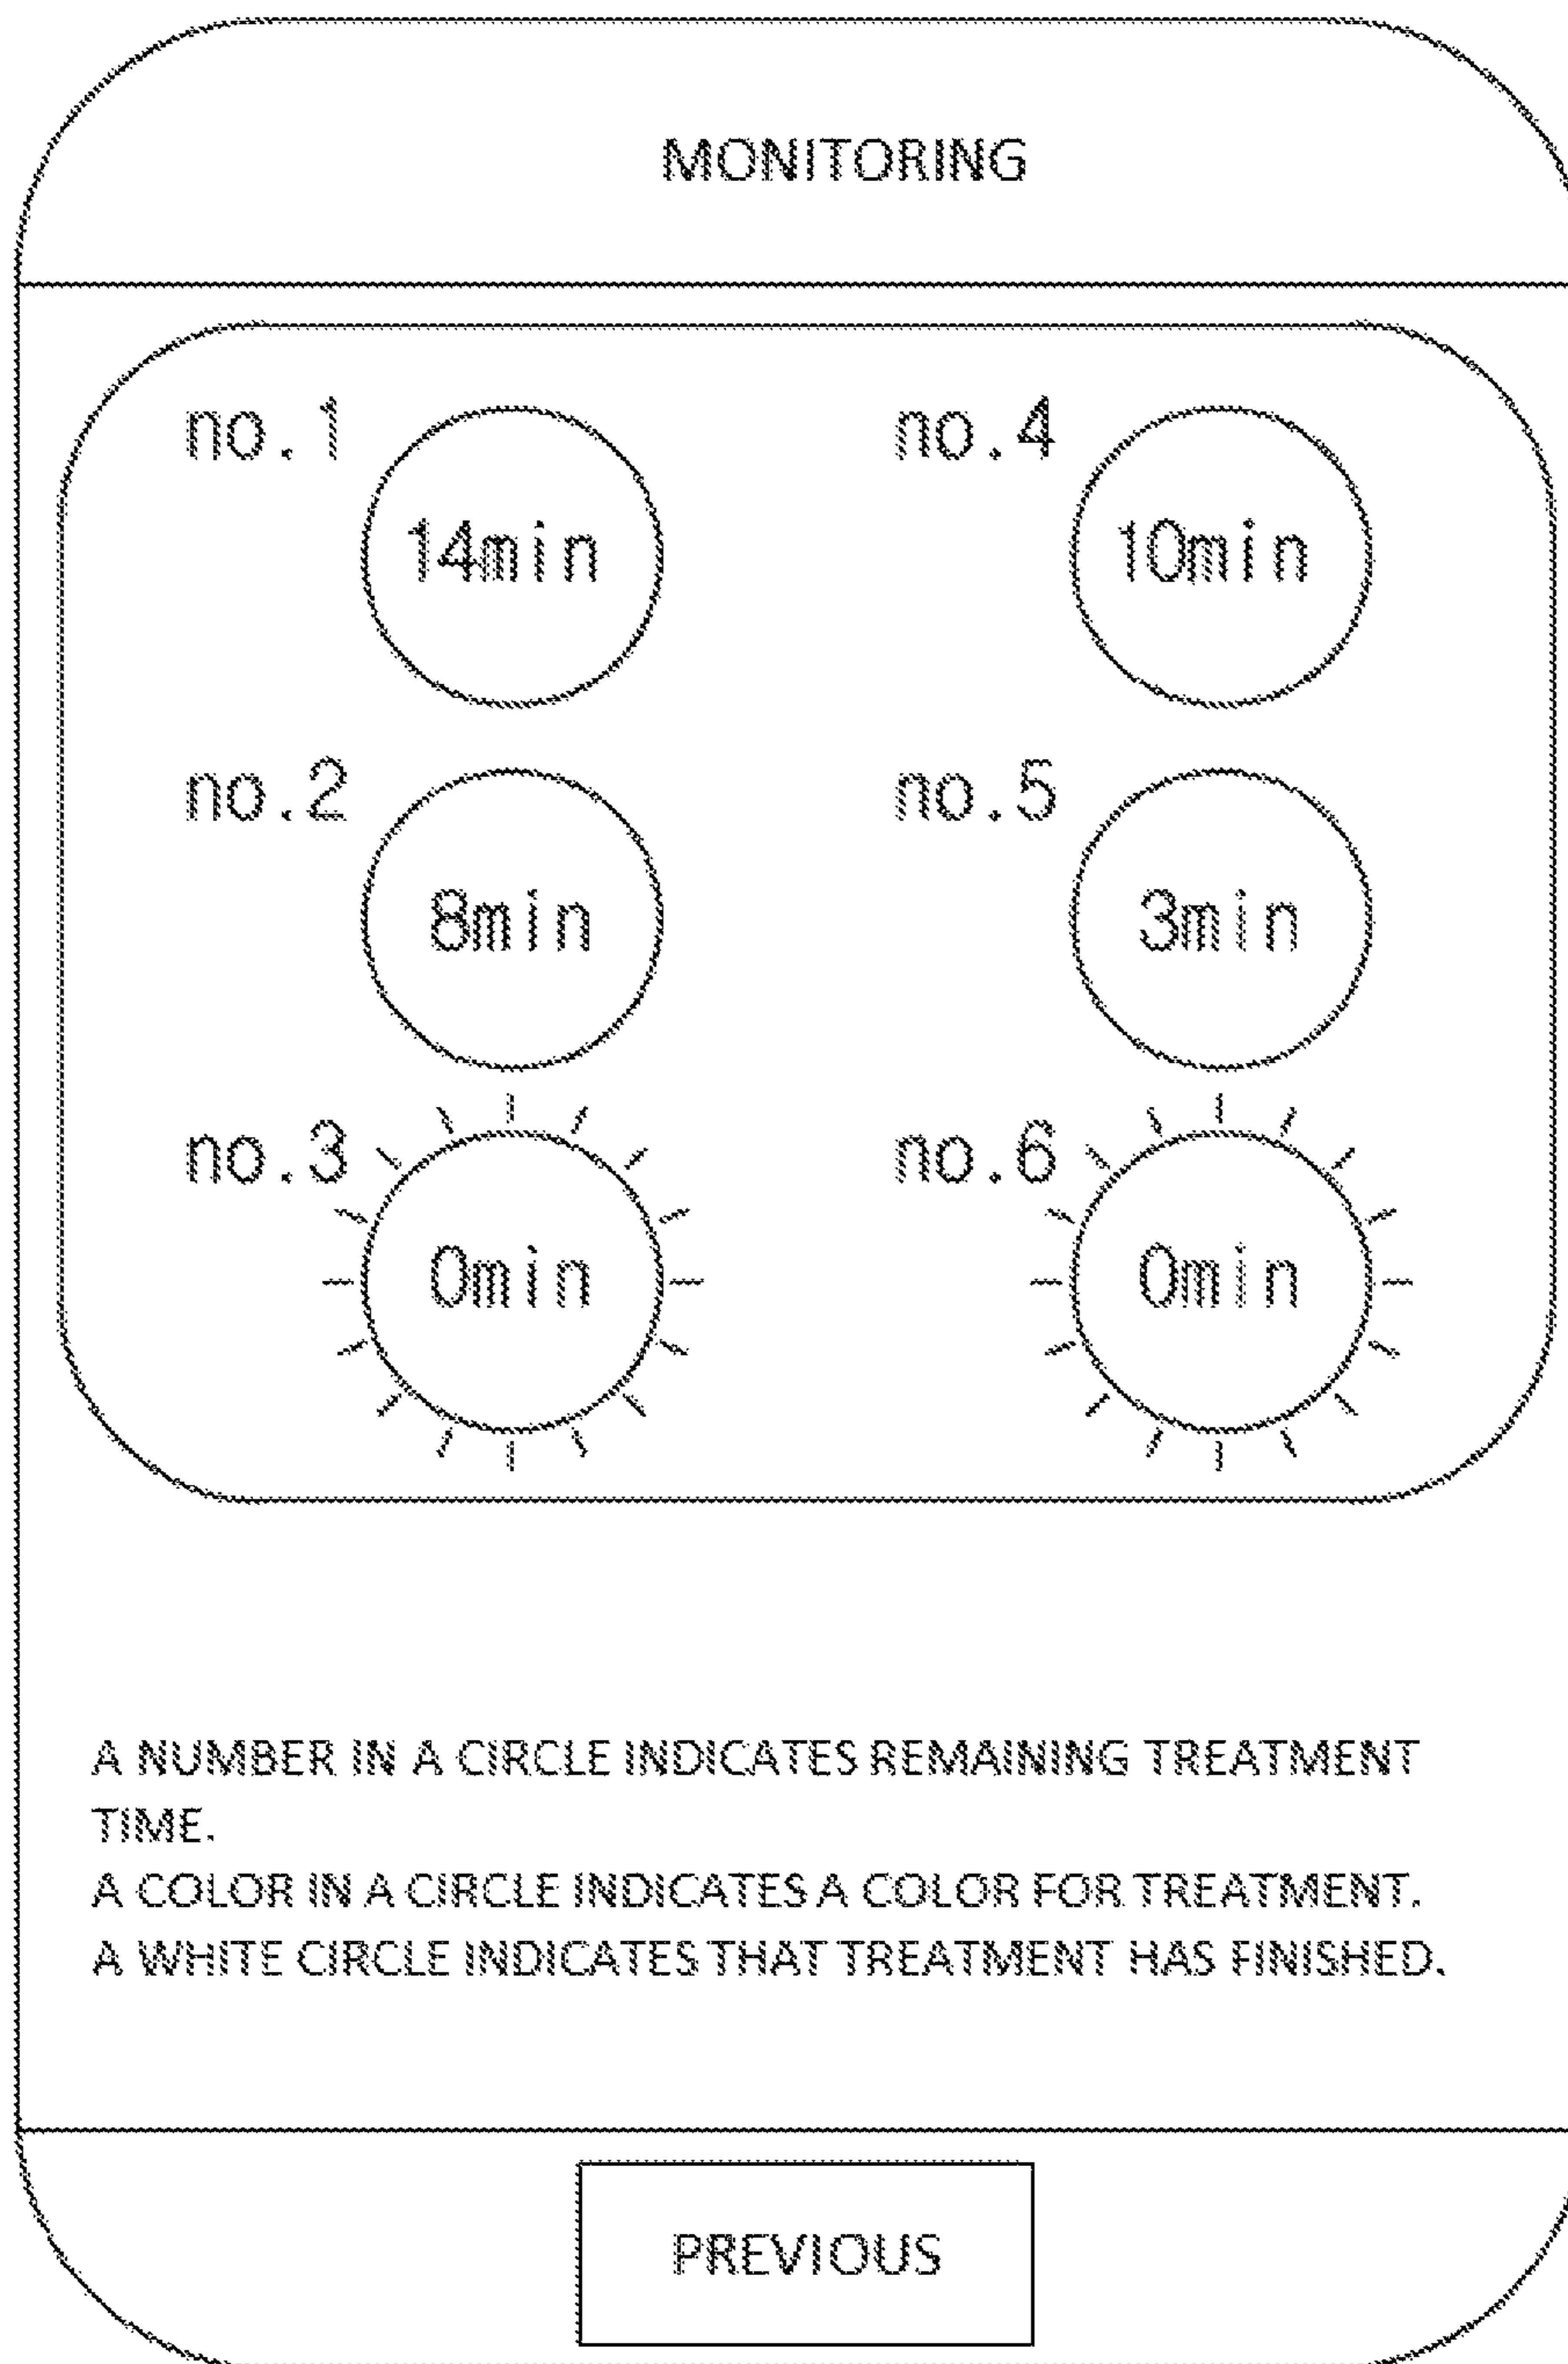 MONITORING
no.1
14min
no.4
10min
no.2
8min
no.5
3min
no.3
0min
no.6
0min
A NUMBER IN A CIRCLE INDICATES REMAINING TREATMENT
TIME.
A COLOR IN A CIRCLE INDICATES A COLOR FOR TREATMENT.
A WHITE CIRCLE INDICATES THAT TREATMENT HAS FINISHED.
PREVIOUS